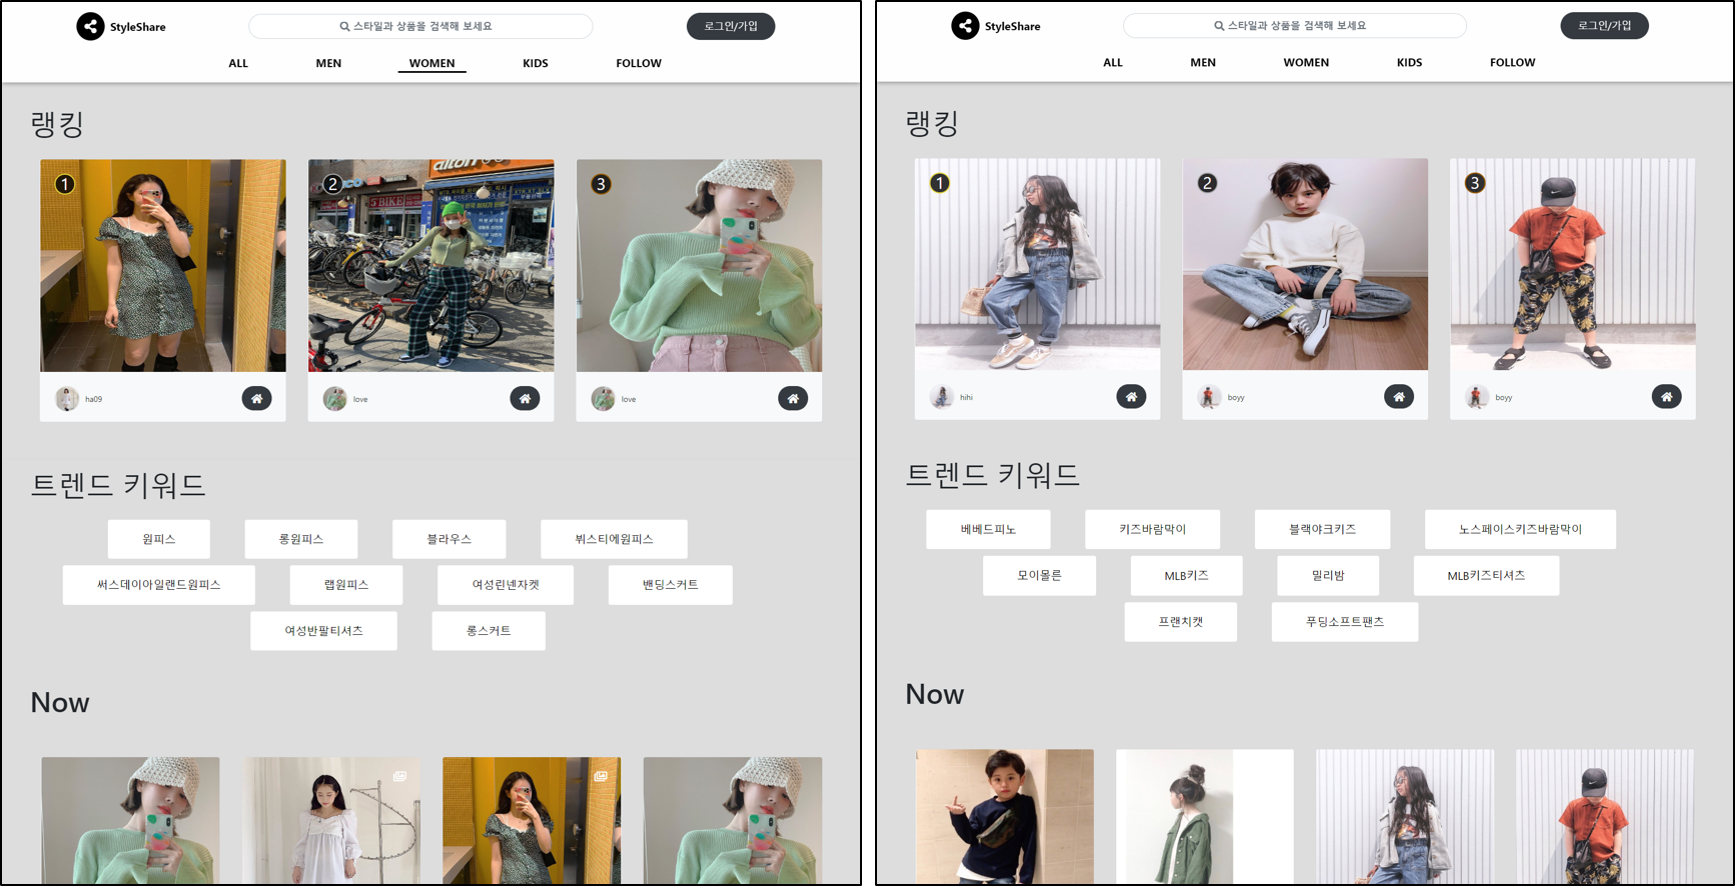 StyleShare
스타일과 상품을 검색해 보세요
로그인/가입
ALL MEN WOMEN KIDS FOLLOW
랭킹
1 2 3
ha09 love love
트렌드 키워드
원피스 롱원피스 블라우스 뷔스티에원피스
써스데이아일랜드원피스 랩원피스 여성린넨자켓 밴딩스커트
여성반팔티셔츠 롱스커트
Now
StyleShare
스타일과 상품을 검색해 보세요
로그인/가입
ALL MEN WOMEN KIDS FOLLOW
랭킹
1 2 3
hihi boyy boyy
트렌드 키워드
베베드피노 키즈바람막이 블랙야크키즈 노스페이스키즈바람막이
모이몰른 MLB키즈 밀리밤 MLB키즈티셔츠
프랜치캣 푸딩소프트팬츠
Now